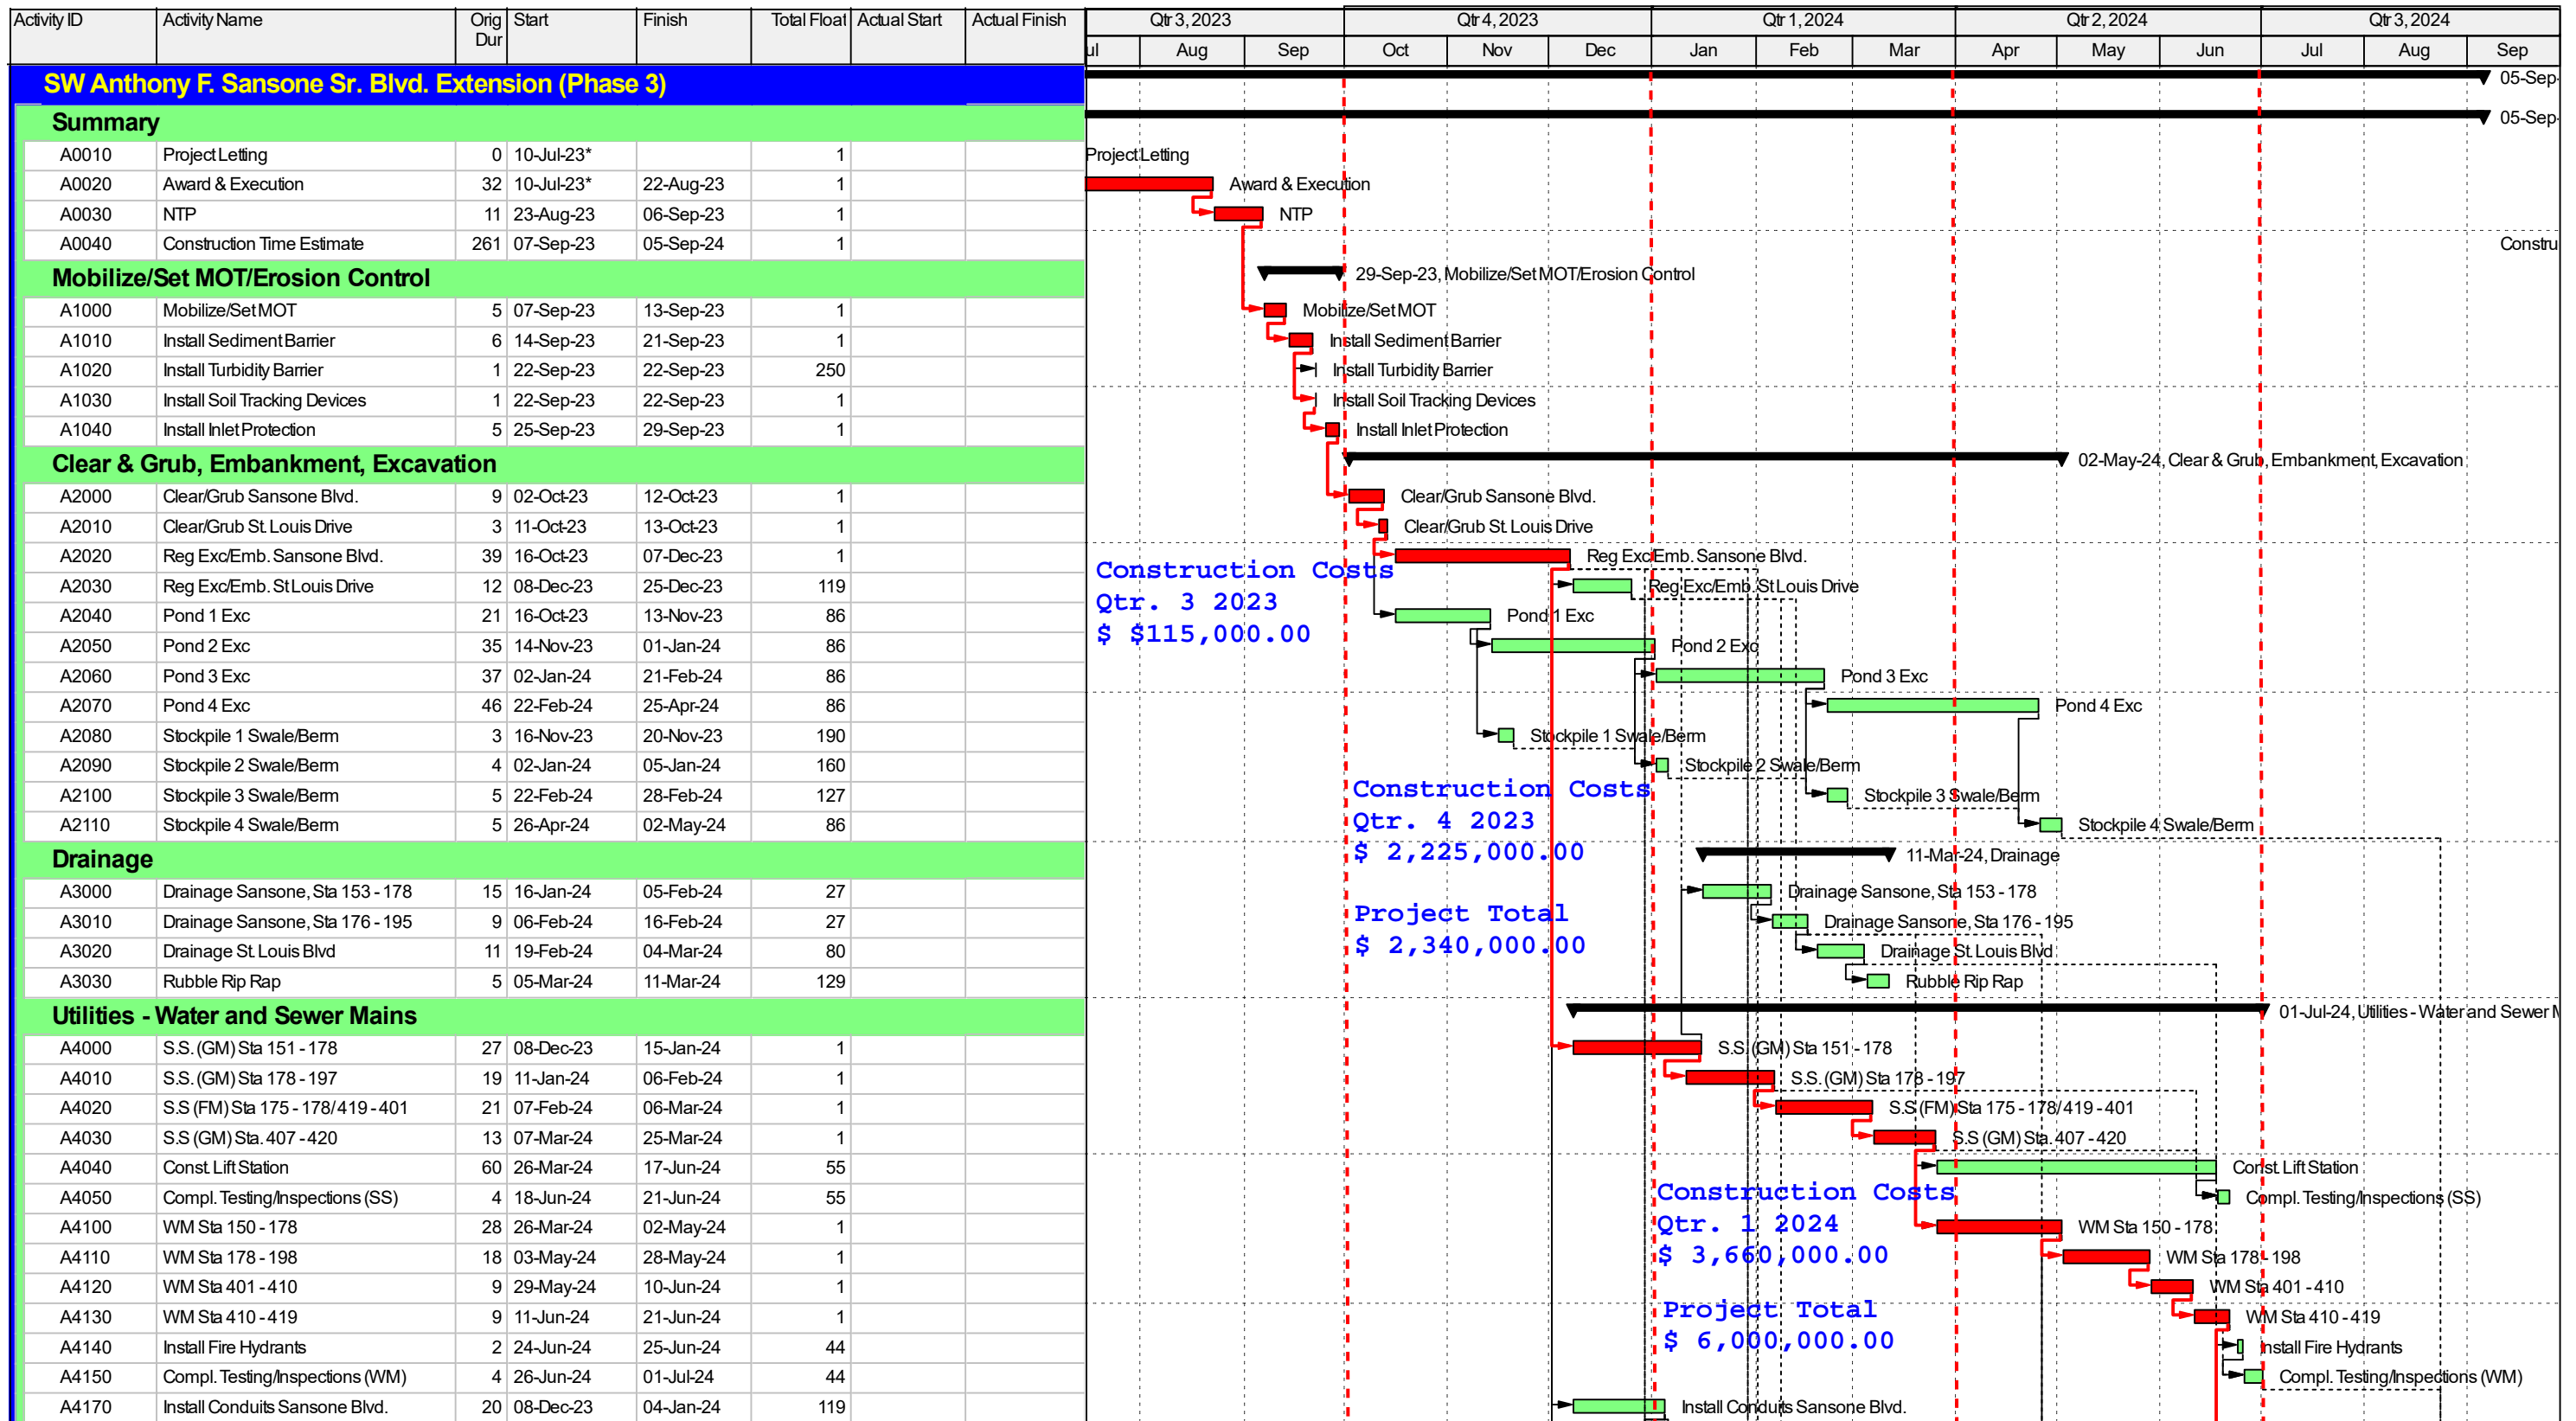 Activity ID Activity Name Orig Dur Start Finish Total Float Actual Start Actual Finish
Qtr 3, 2023 Qtr 4, 2023 Qtr 1, 2024 Qtr 2, 2024 Qtr 3, 2024
ul Aug Sep Oct Nov Dec Jan Feb Mar Apr May Jun Jul Aug Sep
SW Anthony F. Sansone Sr. Blvd. Extension (Phase 3) 05-Sep-
Summary 05-Sep-
A0010 Project Letting 0 10-Jul-23* 1 Project Letting
A0020 Award & Execution 32 10-Jul-23* 22-Aug-23 1 Award & Execution
A0030 NTP 11 23-Aug-23 06-Sep-23 1 NTP
A0040 Construction Time Estimate 261 07-Sep-23 05-Sep-24 1 Constru
Mobilize/Set MOT/Erosion Control 29-Sep-23, Mobilize/Set MOT/Erosion Control
A1000 Mobilize/Set MOT 5 07-Sep-23 13-Sep-23 1 Mobilize/Set MOT
A1010 Install Sediment Barrier 6 14-Sep-23 21-Sep-23 1 Install Sediment Barrier
A1020 Install Turbidity Barrier 1 22-Sep-23 22-Sep-23 250 Install Turbidity Barrier
A1030 Install Soil Tracking Devices 1 22-Sep-23 22-Sep-23 1 Install Soil Tracking Devices
A1040 Install Inlet Protection 5 25-Sep-23 29-Sep-23 1 Install Inlet Protection
Clear & Grub, Embankment, Excavation 02-May-24, Clear & Grub, Embankment, Excavation
A2000 Clear/Grub Sansone Blvd. 9 02-Oct-23 12-Oct-23 1 Clear/Grub Sansone Blvd.
A2010 Clear/Grub St. Louis Drive 3 11-Oct-23 13-Oct-23 1 Clear/Grub St. Louis Drive
A2020 Reg Exc/Emb. Sansone Blvd. 39 16-Oct-23 07-Dec-23 1 Reg Exc/Emb. Sansone Blvd.
A2030 Reg Exc/Emb. St Louis Drive 12 08-Dec-23 25-Dec-23 119 Reg Exc/Emb. St Louis Drive
A2040 Pond 1 Exc 21 16-Oct-23 13-Nov-23 86 Pond 1 Exc
A2050 Pond 2 Exc 35 14-Nov-23 01-Jan-24 86 Pond 2 Exc
A2060 Pond 3 Exc 37 02-Jan-24 21-Feb-24 86 Pond 3 Exc
A2070 Pond 4 Exc 46 22-Feb-24 25-Apr-24 86 Pond 4 Exc
A2080 Stockpile 1 Swale/Berm 3 16-Nov-23 20-Nov-23 190 Stockpile 1 Swale/Berm
A2090 Stockpile 2 Swale/Berm 4 02-Jan-24 05-Jan-24 160 Stockpile 2 Swale/Berm
A2100 Stockpile 3 Swale/Berm 5 22-Feb-24 28-Feb-24 127 Stockpile 3 Swale/Berm
A2110 Stockpile 4 Swale/Berm 5 26-Apr-24 02-May-24 86 Stockpile 4 Swale/Berm
Drainage 11-Mar-24, Drainage
A3000 Drainage Sansone, Sta 153 - 178 15 16-Jan-24 05-Feb-24 27 Drainage Sansone, Sta 153 - 178
A3010 Drainage Sansone, Sta 176 - 195 9 06-Feb-24 16-Feb-24 27 Drainage Sansone, Sta 176 - 195
A3020 Drainage St. Louis Blvd 11 19-Feb-24 04-Mar-24 80 Drainage St. Louis Blvd
A3030 Rubble Rip Rap 5 05-Mar-24 11-Mar-24 129 Rubble Rip Rap
Utilities - Water and Sewer Mains 01-Jul-24, Utilities - Water and Sewer M
A4000 S.S. (GM) Sta 151 - 178 27 08-Dec-23 15-Jan-24 1 S.S. (GM) Sta 151 - 178
A4010 S.S. (GM) Sta 178 - 197 19 11-Jan-24 06-Feb-24 1 S.S. (GM) Sta 178 - 197
A4020 S.S (FM) Sta 175 - 178/ 419 - 401 21 07-Feb-24 06-Mar-24 1 S.S (FM) Sta 175 - 178/ 419 - 401
A4030 S.S (GM) Sta. 407 - 420 13 07-Mar-24 25-Mar-24 1 S.S (GM) Sta. 407 - 420
A4040 Const. Lift Station 60 26-Mar-24 17-Jun-24 55 Const. Lift Station
A4050 Compl. Testing/Inspections (SS) 4 18-Jun-24 21-Jun-24 55 Compl. Testing/Inspections (SS)
A4100 WM Sta 150 - 178 28 26-Mar-24 02-May-24 1 WM Sta 150 - 178
A4110 WM Sta 178 - 198 18 03-May-24 28-May-24 1 WM Sta 178 - 198
A4120 WM Sta 401 - 410 9 29-May-24 10-Jun-24 1 WM Sta 401 - 410
A4130 WM Sta 410 - 419 9 11-Jun-24 21-Jun-24 1 WM Sta 410 - 419
A4140 Install Fire Hydrants 2 24-Jun-24 25-Jun-24 44 Install Fire Hydrants
A4150 Compl. Testing/Inspections (WM) 4 26-Jun-24 01-Jul-24 44 Compl. Testing/Inspections (WM)
A4170 Install Conduits Sansone Blvd. 20 08-Dec-23 04-Jan-24 119 Install Conduits Sansone Blvd.
Construction Costs
Qtr. 3 2023
$ $115,000.00
Construction Costs
Qtr. 4 2023
$ 2,225,000.00
Project Total
$ 2,340,000.00
Construction Costs
Qtr. 1 2024
$ 3,660,000.00
Project Total
$ 6,000,000.00